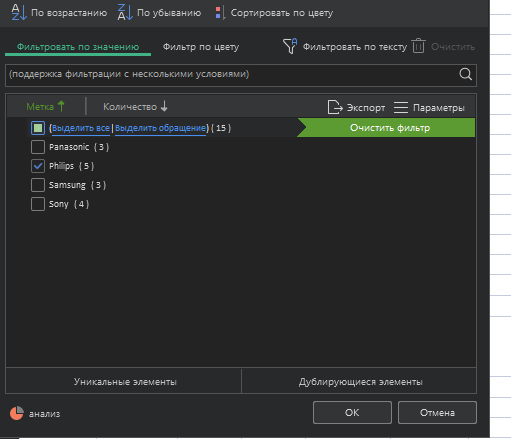 По возрастанию По убыванию Сортировать по цвету
Фильтровать по значению Фильтр по цвету Фильтровать по тексту Очистить
(поддержка фильтрации с несколькими условиями)
Метка Количество Экспорт Параметры
(Выделить все|Выделить обращение) ( 15 ) Очистить фильтр
Panasonic ( 3 )
Philips ( 5 )
Samsung ( 3 )
Sony ( 4 )
Уникальные элементы Дублирующиеся элементы
анализ ОК Отмена